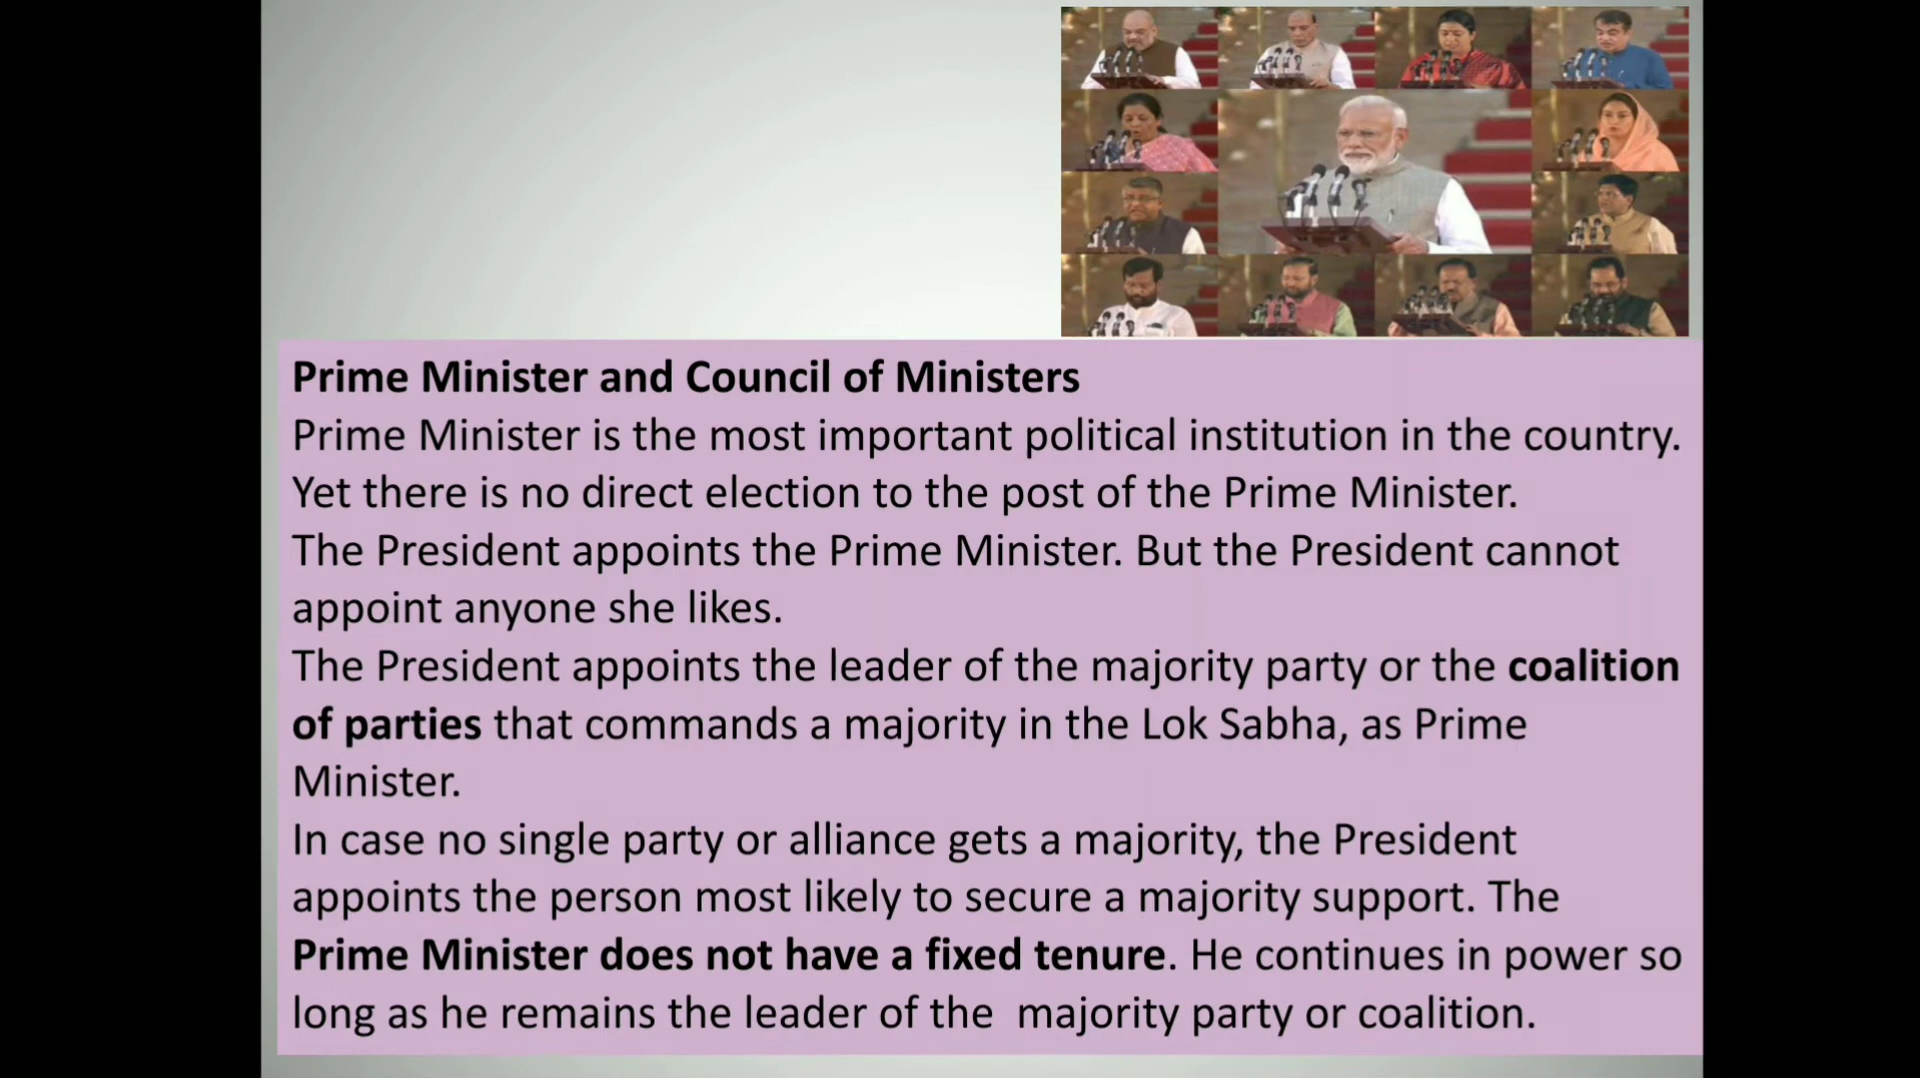 Prime Minister and Council of Ministers
Prime Minister is the most important political institution in the country.
Yet there is no direct election to the post of the Prime Minister.
The President appoints the Prime Minister. But the President cannot
appoint anyone she likes.
The President appoints the leader of the majority party or the coalition
of parties that commands a majority in the Lok Sabha, as Prime
Minister.
In case no single party or alliance gets a majority, the President
appoints the person most likely to secure a majority support. The
Prime Minister does not have a fixed tenure. He continues in power so
long as he remains the leader of the  majority party or coalition.